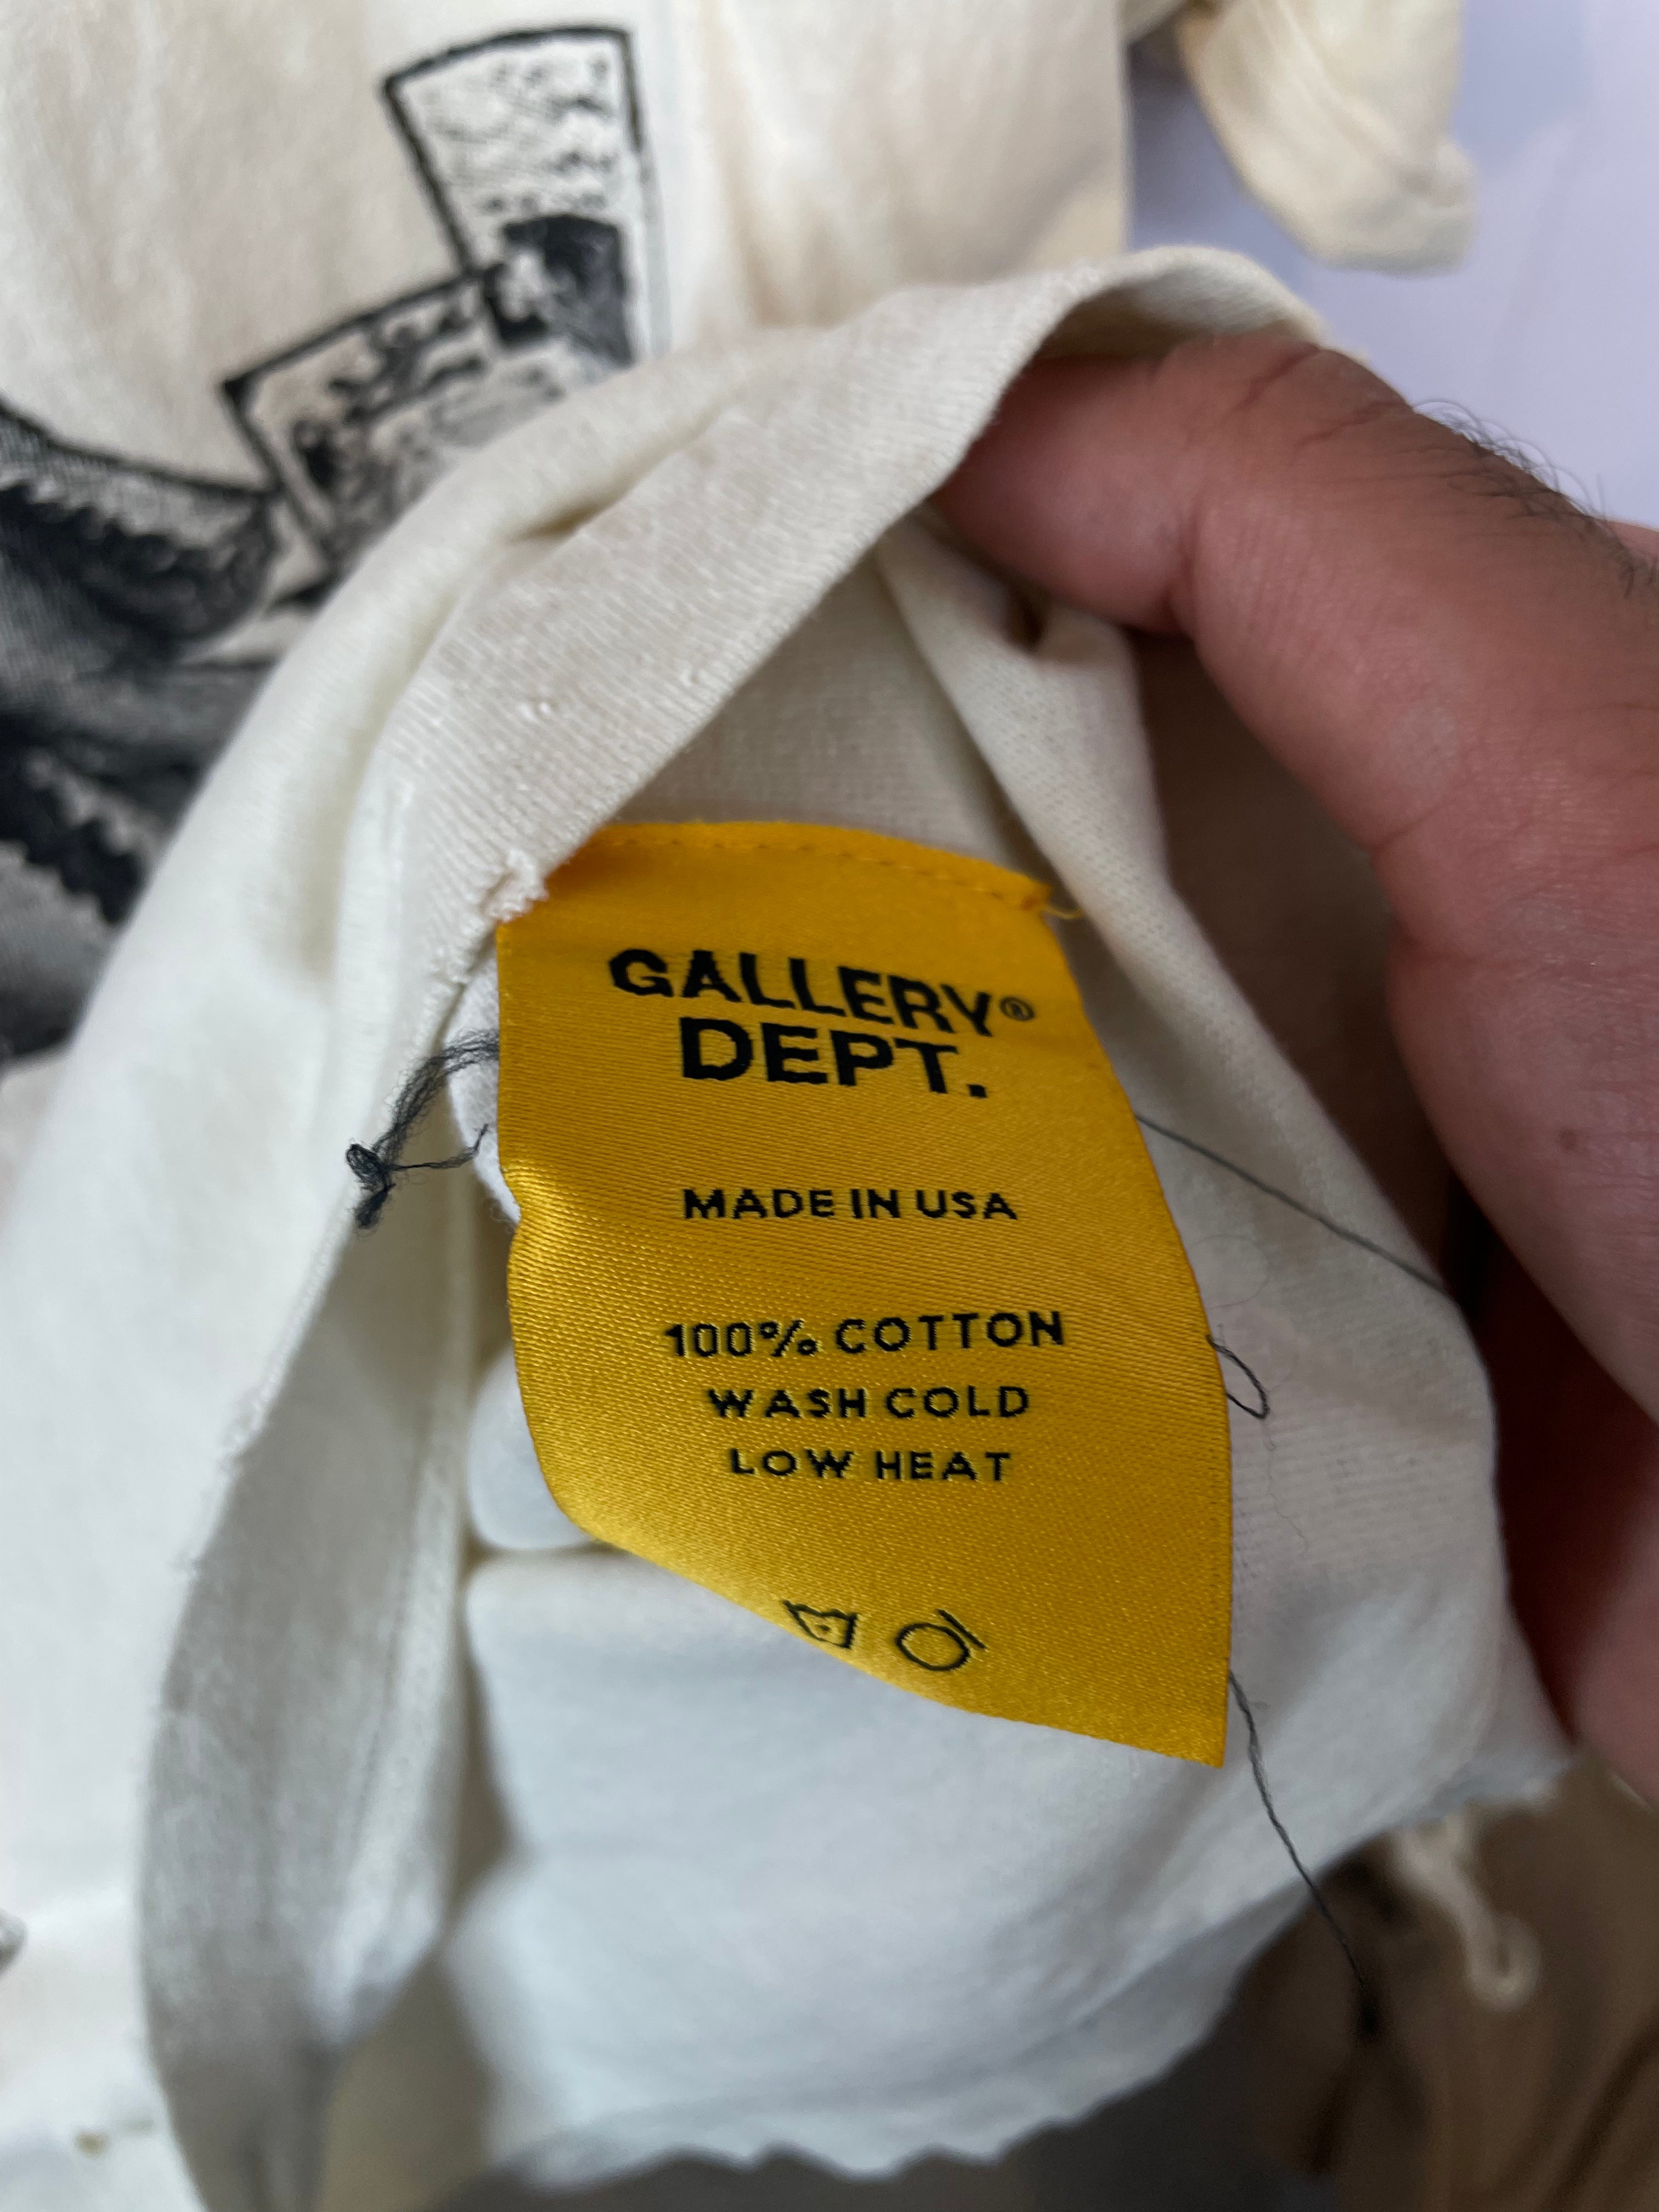 GALLERY®
DEPT.
MADE IN USA
100% COTTON
WASH COLD
LOW HEAT